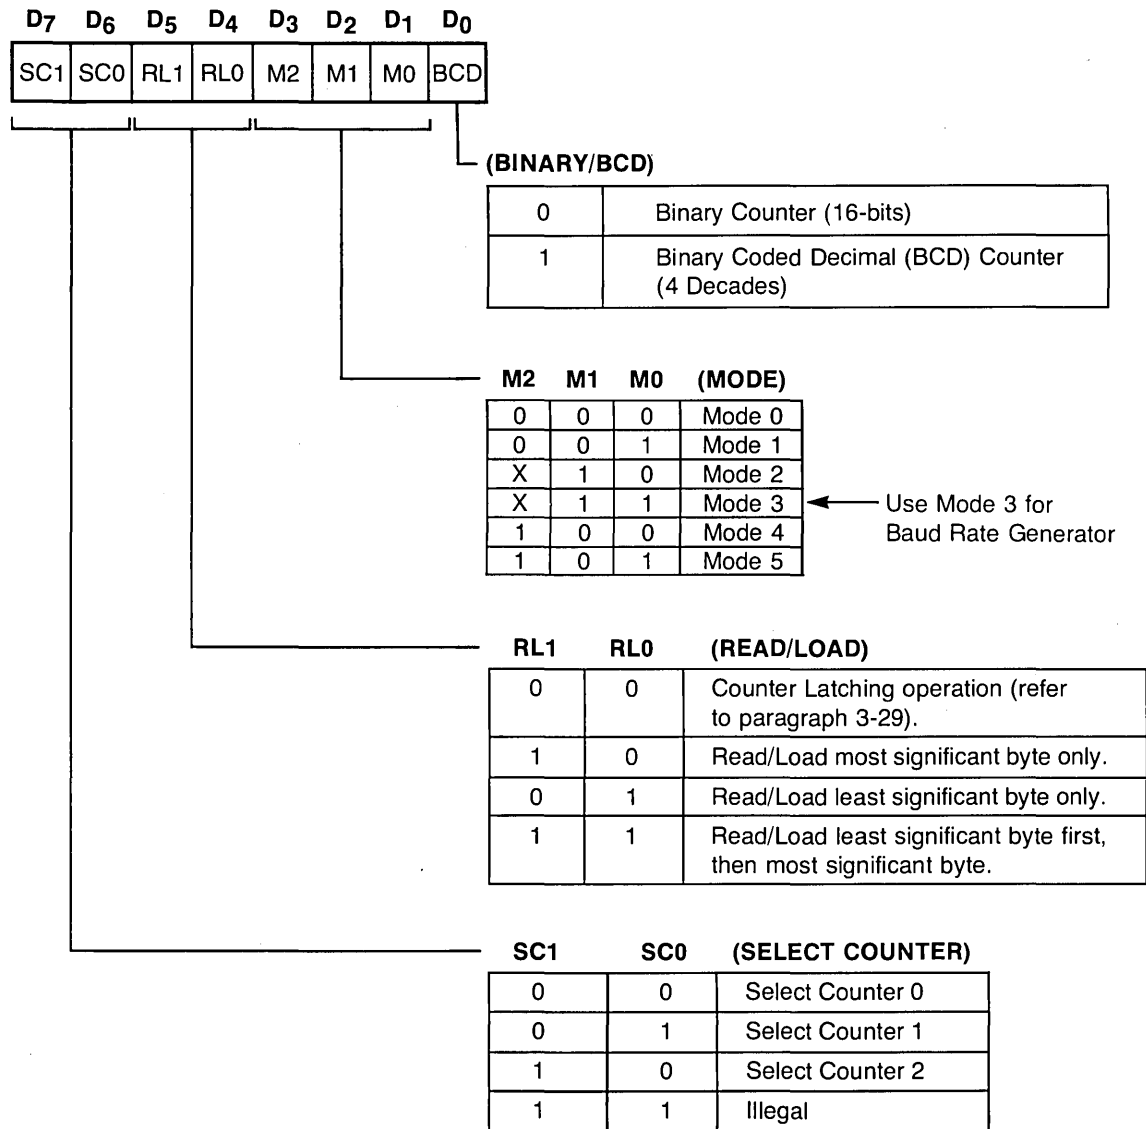 D7 D6 D5 D4 D3 D2 D1 D0
SC1 SC0 RL1 RL0 M2 M1 M0 BCD
(BINARY/BCD)
0 Binary Counter (16-bits)
1 Binary Coded Decimal (BCD) Counter
(4 Decades)
M2 M1 M0 (MODE)
0 0 0 Mode 0
0 0 1 Mode 1
X 1 0 Mode 2
X 1 1 Mode 3 Use Mode 3 for
Baud Rate Generator
1 0 0 Mode 4
1 0 1 Mode 5
RL1 RL0 (READ/LOAD)
0 0 Counter Latching operation (refer
to paragraph 3-29).
1 0 Read/Load most significant byte only.
0 1 Read/Load least significant byte only.
1 1 Read/Load least significant byte first,
then most significant byte.
SC1 SC0 (SELECT COUNTER)
0 0 Select Counter 0
0 1 Select Counter 1
1 0 Select Counter 2
1 1 Illegal